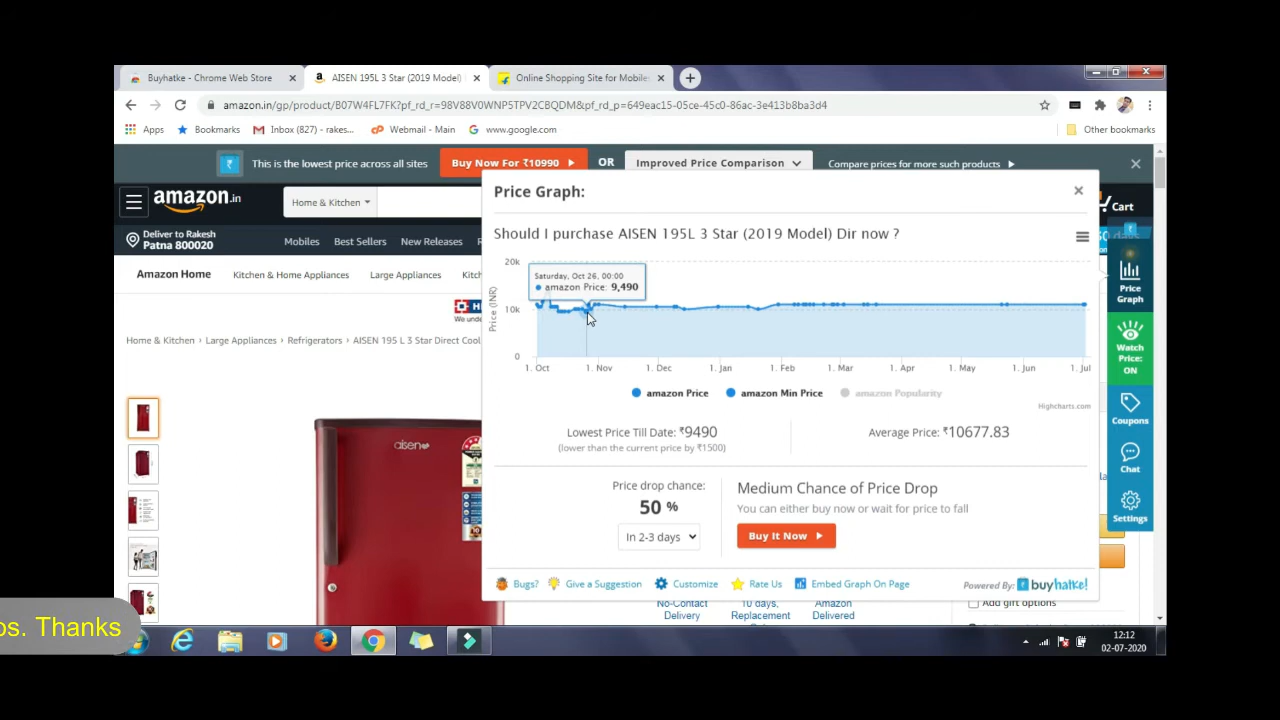 Buyhatke - Chrome Web Store
AISEN 195L 3 Star (2019 Model)
Online Shopping Site for Mobiles
amazon.in/gp/product/B07W4FL7FK?pf_rd_r=98V88V0WNP5TPV2CBQDM&pf_rd_p=649eac15-05ce-45c0-86ac-3e413b8ba3d4
Apps
Bookmarks
Inbox (827) - rakes...
Webmail - Main
www.google.com
Other bookmarks
This is the lowest price across all sites
Buy Now For ₹10990
OR
Improved Price Comparison
Compare prices for more such products
amazon.in
Home & Kitchen
Cart
Deliver to Rakesh
Patna 800020
Mobiles
Best Sellers
New Releases
Amazon Home
Kitchen & Home Appliances
Large Appliances
Home & Kitchen › Large Appliances › Refrigerators › AISEN 195 L 3 Star Direct Cool
aisen
Price Graph:
Should I purchase AISEN 195L 3 Star (2019 Model) Dir now ?
Price (INR)
20k
10k
0
Saturday, Oct 26, 00:00
amazon Price: 9,490
1. Oct
1. Nov
1. Dec
1. Jan
1. Feb
1. Mar
1. Apr
1. May
1. Jun
1. Jul
amazon Price
amazon Min Price
amazon Popularity
Highcharts.com
Lowest Price Till Date: ₹9490
(lower than the current price by ₹1500)
Average Price: ₹10677.83
Price drop chance:
50 %
In 2-3 days
Medium Chance of Price Drop
You can either buy now or wait for price to fall
Buy It Now
Bugs?
Give a Suggestion
Customize
Rate Us
Embed Graph On Page
Powered By: buyhatke!
Price
Graph
Watch
Price:
ON
Coupons
Chat
Settings
No-Contact
Delivery
10 days,
Replacement
Amazon
Delivered
Add gift options
os. Thanks
12:12
02-07-2020